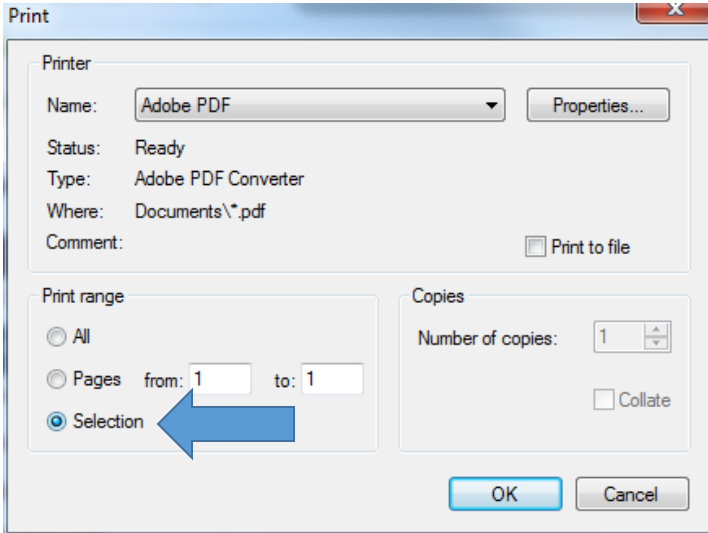 Print
Printer
Name: Adobe PDF Properties...
Status: Ready
Type: Adobe PDF Converter
Where: Documents\*.pdf
Comment: Print to file
Print range
All
Pages from: 1 to: 1
Selection
Copies
Number of copies: 1
Collate
OK Cancel